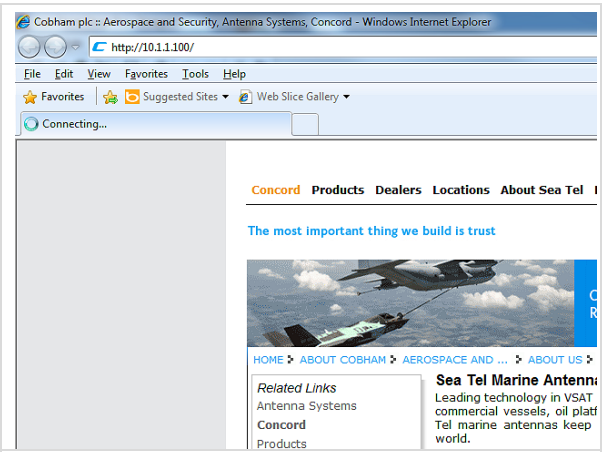 Cobham plc :: Aerospace and Security, Antenna Systems, Concord - Windows Internet Explorer
http://10.1.1.100/
File Edit View Favorites Tools Help
Favorites Suggested Sites Web Slice Gallery
Connecting...
Concord Products Dealers Locations About Sea Tel
The most important thing we build is trust
C
R
HOME ABOUT COBHAM AEROSPACE AND ... ABOUT US
Related Links
Antenna Systems
Concord
Products
Sea Tel Marine Antenna
Leading technology in VSAT
commercial vessels, oil platf
Tel marine antennas keep
world.